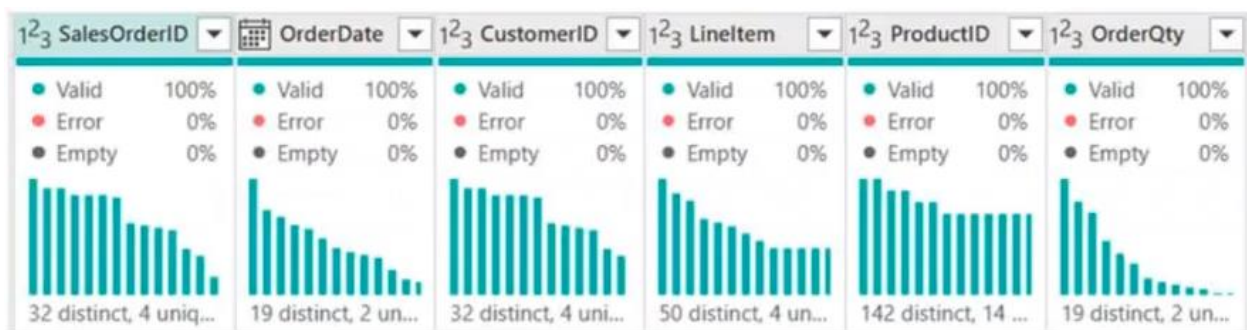 1²3 SalesOrderID OrderDate 1²3 CustomerID 1²3 LineItem 1²3 ProductID 1²3 OrderQty
Valid 100% Valid 100% Valid 100% Valid 100% Valid 100% Valid 100%
Error 0% Error 0% Error 0% Error 0% Error 0% Error 0%
Empty 0% Empty 0% Empty 0% Empty 0% Empty 0% Empty 0%
32 distinct, 4 uniq... 19 distinct, 2 un... 32 distinct, 4 uni... 50 distinct, 4 un... 142 distinct, 14 ... 19 distinct, 2 un...